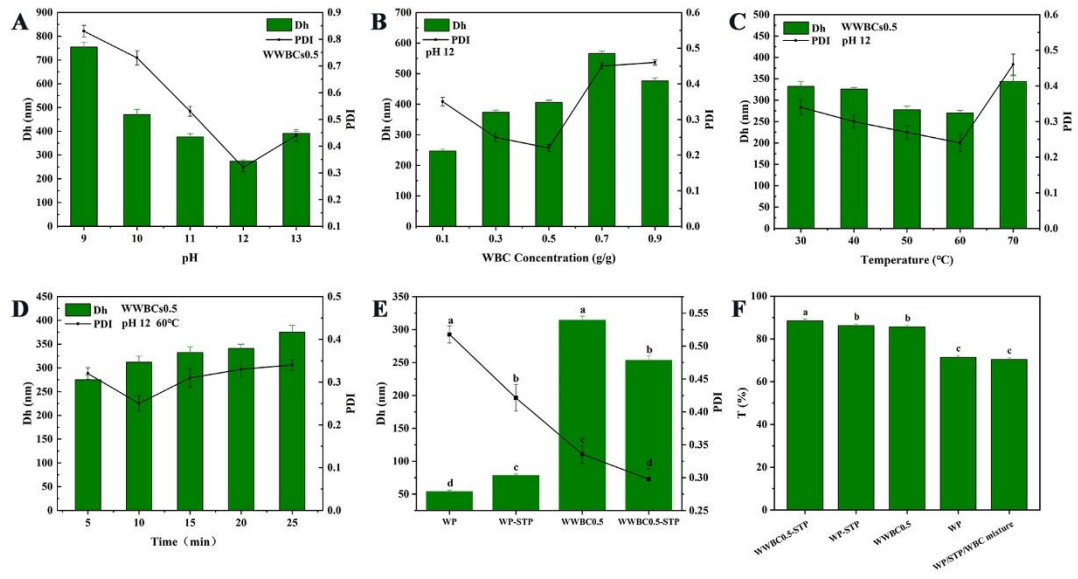 A
Dh
PDI
WWBCs0.5
Dh (nm)
900
800
700
600
500
400
300
200
100
0
0.9
0.8
0.7
0.6
0.5
0.4
0.3
0.2
0.1
PDI
9 10 11 12 13
pH
B
Dh
PDI
pH 12
Dh (nm)
700
600
500
400
300
200
100
0
0.6
0.5
0.4
0.3
0.2
0.1
0.0
PDI
0.1 0.3 0.5 0.7 0.9
WBC Concentration (g/g)
C
Dh WWBCs0.5
PDI pH 12
Dh (nm)
500
450
400
350
300
250
200
150
100
50
0
0.6
0.5
0.4
0.3
0.2
0.1
0.0
PDI
30 40 50 60 70
Temperature (℃)
D
Dh WWBCs0.5
PDI pH 12 60℃
Dh (nm)
450
400
350
300
250
200
150
100
50
0
0.5
0.4
0.3
0.2
0.1
0.0
PDI
5 10 15 20 25
Time（min）
E
Dh (nm)
350
300
250
200
150
100
50
0.55
0.50
0.45
0.40
0.35
0.30
0.25
PDI
a
b
c
d
d
c
a
b
WP WP-STP WWBC0.5 WWBC0.5-STP
F
T (%)
100
80
60
40
20
0
a b b c c
WWBC0.5-STP
WP-STP
WWBC0.5
WP
WP/STP/WBC mixture